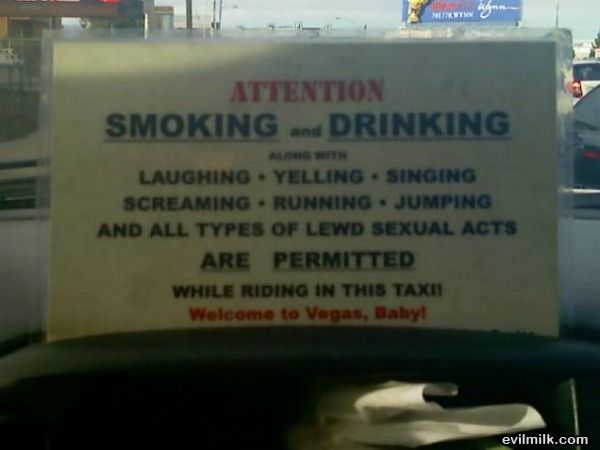 Wynn
ATTENTION
SMOKING and DRINKING
ALONG WITH
LAUGHING • YELLING • SINGING
SCREAMING • RUNNING • JUMPING
AND ALL TYPES OF LEWD SEXUAL ACTS
ARE PERMITTED
WHILE RIDING IN THIS TAXI!
Welcome to Vegas, Baby!
evilmilk.com